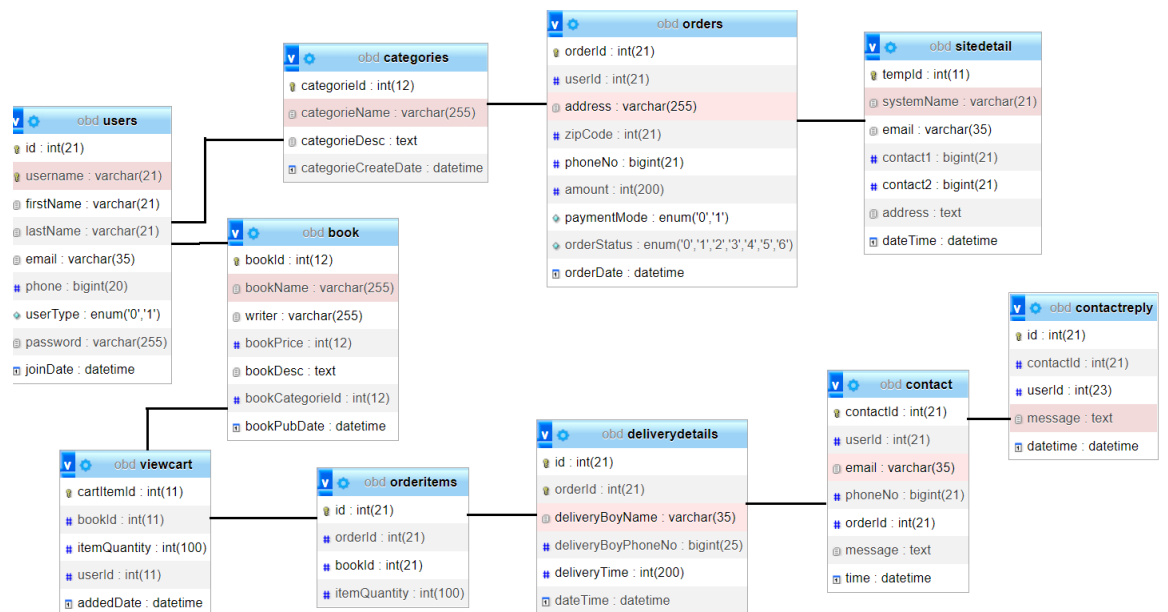 obd users
id : int(21)
username : varchar(21)
firstName : varchar(21)
lastName : varchar(21)
email : varchar(35)
phone : bigint(20)
userType : enum('0','1')
password : varchar(255)
joinDate : datetime
v obd categories
categorieId : int(12)
categorieName : varchar(255)
categorieDesc : text
categorieCreateDate : datetime
v obd book
bookId : int(12)
bookName : varchar(255)
writer : varchar(255)
# bookPrice : int(12)
bookDesc : text
# bookCategorieId : int(12)
bookPubDate : datetime
v obd orders
orderId : int(21)
# userId : int(21)
address : varchar(255)
# zipCode : int(21)
# phoneNo : bigint(21)
# amount : int(200)
paymentMode : enum('0','1')
orderStatus : enum('0','1','2','3','4','5','6')
orderDate : datetime
v obd sitedetail
tempId : int(11)
systemName : varchar(21)
email : varchar(35)
# contact1 : bigint(21)
# contact2 : bigint(21)
address : text
dateTime : datetime
v obd viewcart
cartItemId : int(11)
# bookId : int(11)
# itemQuantity : int(100)
# userId : int(11)
addedDate : datetime
v obd orderitems
id : int(21)
# orderId : int(21)
# bookId : int(21)
# itemQuantity : int(100)
v obd deliverydetails
id : int(21)
orderId : int(21)
deliveryBoyName : varchar(35)
# deliveryBoyPhoneNo : bigint(25)
# deliveryTime : int(200)
dateTime : datetime
v obd contact
contactId : int(21)
# userId : int(21)
email : varchar(35)
# phoneNo : bigint(21)
# orderId : int(21)
message : text
time : datetime
v obd contactreply
id : int(21)
# contactId : int(21)
# userId : int(23)
message : text
datetime : datetime